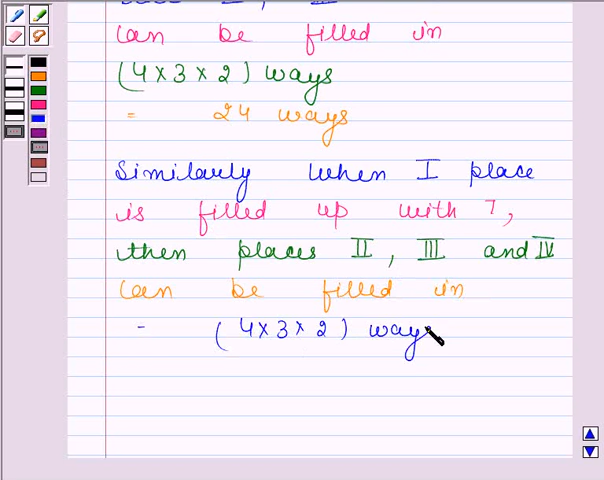 can be filled in
(4×3×2) ways
= 24 ways
Similarly when I place
is filled up with 7,
then places II, III and IV
can be filled in
- (4×3×2) ways